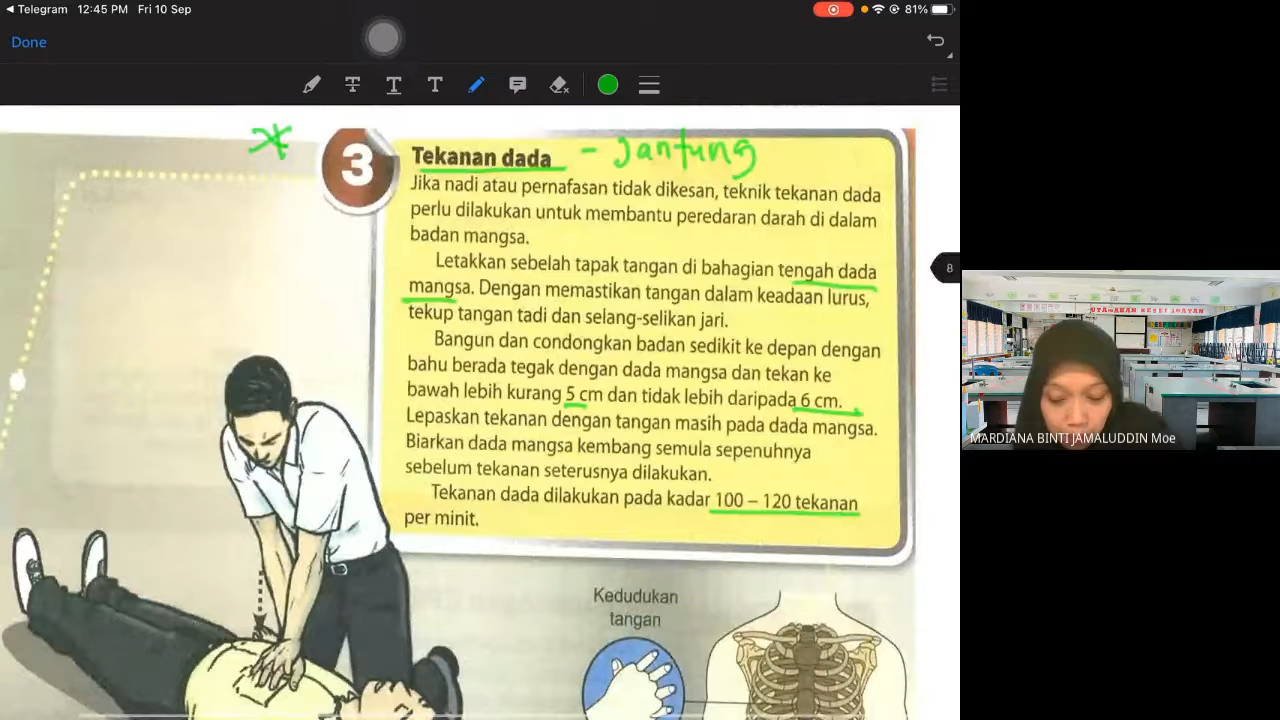 Telegram 12:45 PM Fri 10 Sep
81%
Done
T T T
8
3
Tekanan dada - Jantung
Jika nadi atau pernafasan tidak dikesan, teknik tekanan dada
perlu dilakukan untuk membantu peredaran darah di dalam
badan mangsa.
Letakkan sebelah tapak tangan di bahagian tengah dada
mangsa. Dengan memastikan tangan dalam keadaan lurus,
tekup tangan tadi dan selang-selikan jari.
Bangun dan condongkan badan sedikit ke depan dengan
bahu berada tegak dengan dada mangsa dan tekan ke
bawah lebih kurang 5 cm dan tidak lebih daripada 6 cm.
Lepaskan tekanan dengan tangan masih pada dada mangsa.
Biarkan dada mangsa kembang semula sepenuhnya
sebelum tekanan seterusnya dilakukan.
Tekanan dada dilakukan pada kadar 100 – 120 tekanan
per minit.
Kedudukan
tangan
MARDIANA BINTI JAMALUDDIN Moe